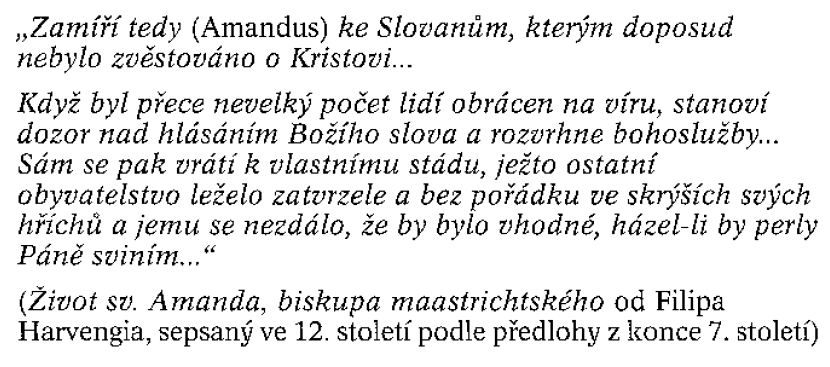 „Zamíří tedy (Amandus) ke Slovanům, kterým doposud
nebylo zvěstováno o Kristovi...
Když byl přece nevelký počet lidí obrácen na víru, stanoví
dozor nad hlásáním Božího slova a rozvrhne bohoslužby...
Sám se pak vrátí k vlastnímu stádu, ježto ostatní
obyvatelstvo leželo zatvrzele a bez pořádku ve skrýších svých
hříchů a jemu se nezdálo, že by bylo vhodné, házel-li by perly
Páně sviním...“
(Život sv. Amanda, biskupa maastrichtského od Filipa
Harvengia, sepsaný ve 12. století podle předlohy z konce 7. století)